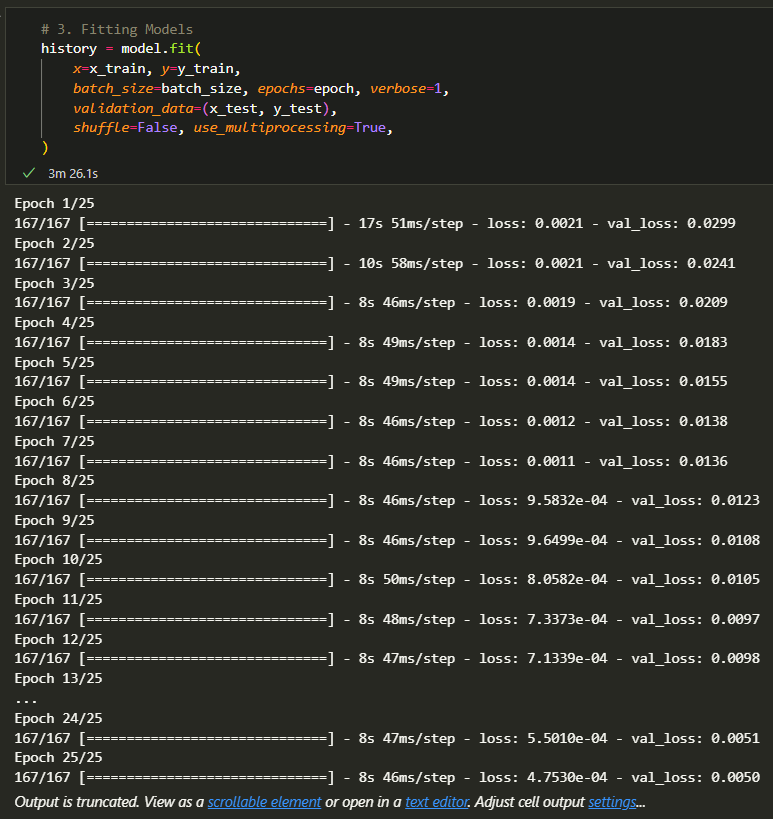 # 3. Fitting Models
history = model.fit(
x=x_train, y=y_train,
batch_size=batch_size, epochs=epoch, verbose=1,
validation_data=(x_test, y_test),
shuffle=False, use_multiprocessing=True,
)
✓ 3m 26.1s
Epoch 1/25
167/167 [==============================] - 17s 51ms/step - loss: 0.0021 - val_loss: 0.0299
Epoch 2/25
167/167 [==============================] - 10s 58ms/step - loss: 0.0021 - val_loss: 0.0241
Epoch 3/25
167/167 [==============================] - 8s 46ms/step - loss: 0.0019 - val_loss: 0.0209
Epoch 4/25
167/167 [==============================] - 8s 49ms/step - loss: 0.0014 - val_loss: 0.0183
Epoch 5/25
167/167 [==============================] - 8s 49ms/step - loss: 0.0014 - val_loss: 0.0155
Epoch 6/25
167/167 [==============================] - 8s 46ms/step - loss: 0.0012 - val_loss: 0.0138
Epoch 7/25
167/167 [==============================] - 8s 46ms/step - loss: 0.0011 - val_loss: 0.0136
Epoch 8/25
167/167 [==============================] - 8s 46ms/step - loss: 9.5832e-04 - val_loss: 0.0123
Epoch 9/25
167/167 [==============================] - 8s 46ms/step - loss: 9.6499e-04 - val_loss: 0.0108
Epoch 10/25
167/167 [==============================] - 8s 50ms/step - loss: 8.0582e-04 - val_loss: 0.0105
Epoch 11/25
167/167 [==============================] - 8s 48ms/step - loss: 7.3373e-04 - val_loss: 0.0097
Epoch 12/25
167/167 [==============================] - 8s 47ms/step - loss: 7.1339e-04 - val_loss: 0.0098
Epoch 13/25
...
Epoch 24/25
167/167 [==============================] - 8s 47ms/step - loss: 5.5010e-04 - val_loss: 0.0051
Epoch 25/25
167/167 [==============================] - 8s 46ms/step - loss: 4.7530e-04 - val_loss: 0.0050
Output is truncated. View as a scrollable element or open in a text editor. Adjust cell output settings...